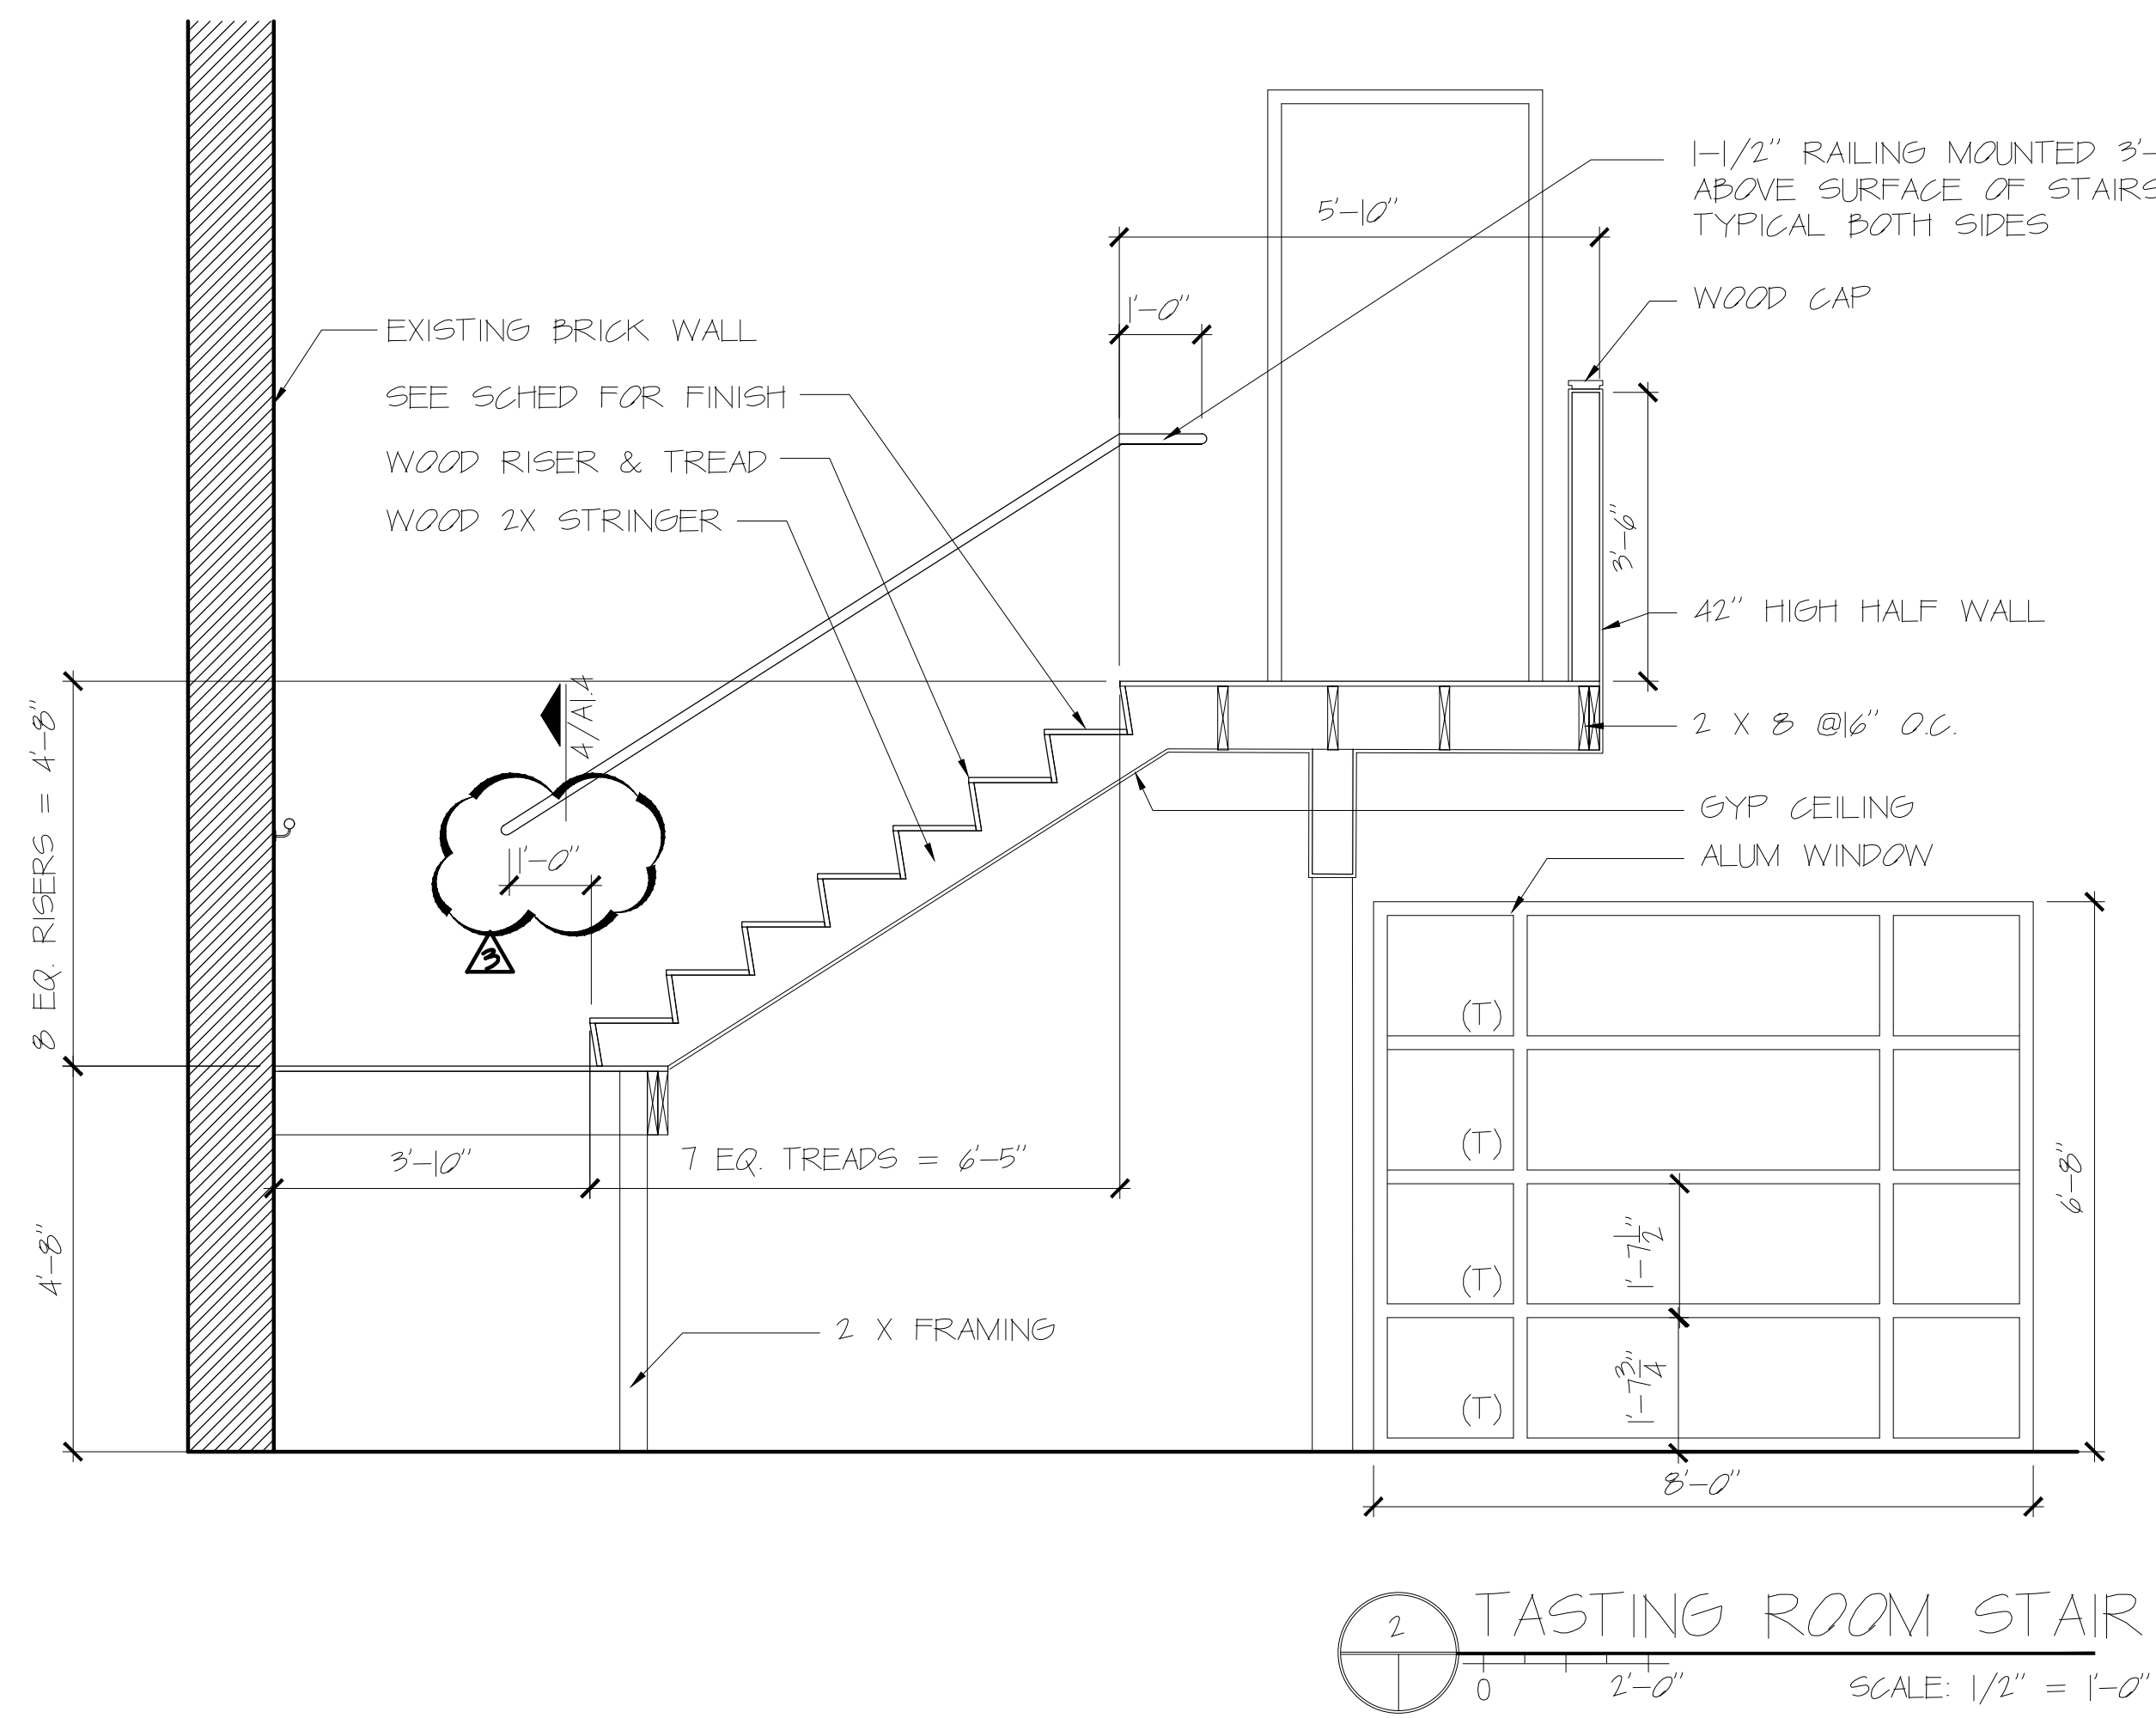 1-1/2" RAILING MOUNTED 3'-
ABOVE SURFACE OF STAIRS
TYPICAL BOTH SIDES
5'-10"
WOOD CAP
1'-0"
EXISTING BRICK WALL
SEE SCHED FOR FINISH
WOOD RISER & TREAD
WOOD 2X STRINGER
3'-6"
42" HIGH HALF WALL
4/A1.4
2 X 8 @16" O.C.
8 EQ. RISERS = 4'-8"
GYP CEILING
ALUM WINDOW
1'-0"
3
(T)
(T)
(T)
(T)
3'-10"
7 EQ. TREADS = 6'-5"
6'-8"
4'-8"
1'-7 1/2"
2 X FRAMING
1'-7 3/4"
8'-0"
2
TASTING ROOM STAIR
0
2'-0"
SCALE: 1/2" = 1'-0"